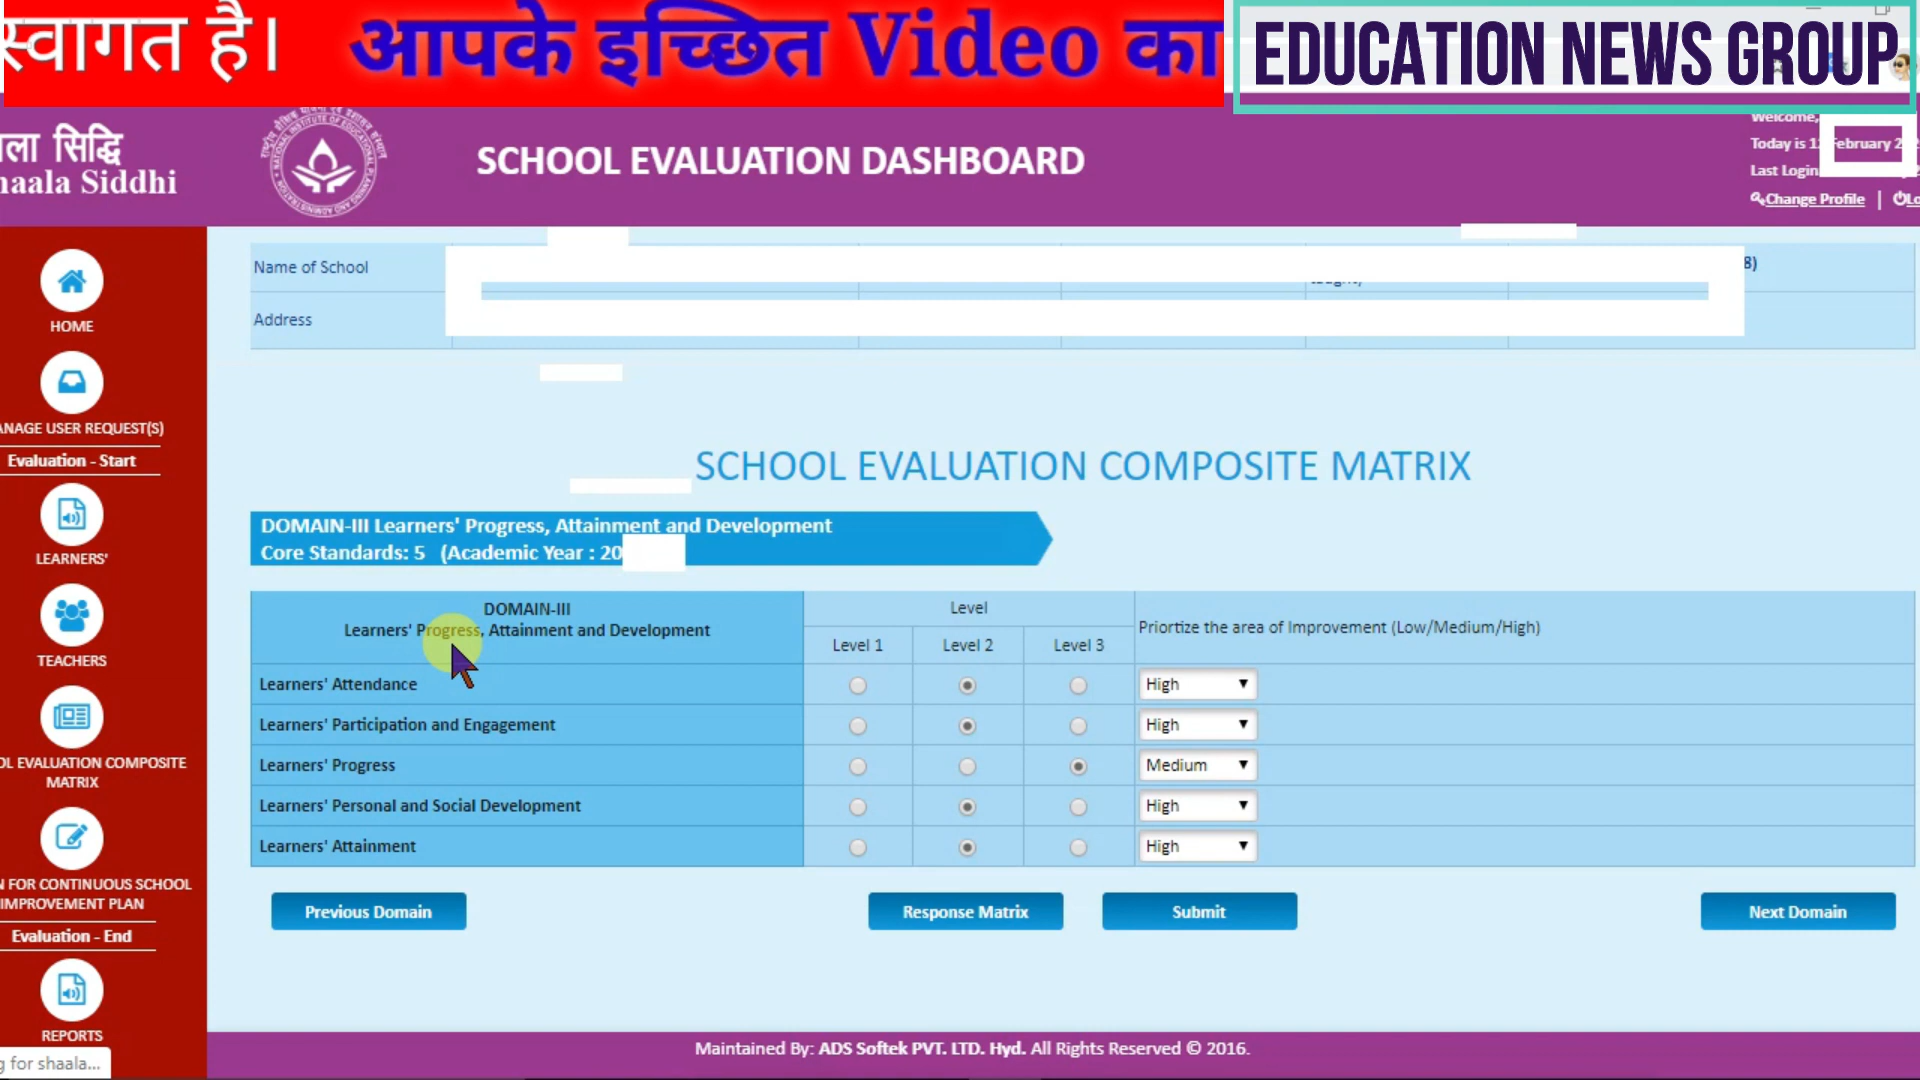 स्वागत है।
आपके इच्छित Video का
EDUCATION NEWS GROUP
SCHOOL EVALUATION DASHBOARD
सिद्धि
Siddhi
Welcome,
Today is
Last Login
Change Profile |
HOME
USER REQUEST(S)
Evaluation - Start
LEARNERS'
TEACHERS
EVALUATION COMPOSITE
MATRIX
FOR CONTINUOUS SCHOOL
IMPROVEMENT PLAN
Evaluation - End
REPORTS
for shaala...
Name of School
8)
Address
SCHOOL EVALUATION COMPOSITE MATRIX
DOMAIN-III Learners' Progress, Attainment and Development
Core Standards: 5 (Academic Year : 20
DOMAIN-III
Learners' Progress, Attainment and Development
Level
Level 1 Level 2 Level 3
Priortize the area of Improvement (Low/Medium/High)
Learners' Attendance High
Learners' Participation and Engagement High
Learners' Progress Medium
Learners' Personal and Social Development High
Learners' Attainment High
Previous Domain Response Matrix Submit Next Domain
Maintained By: ADS Softek PVT. LTD. Hyd. All Rights Reserved © 2016.